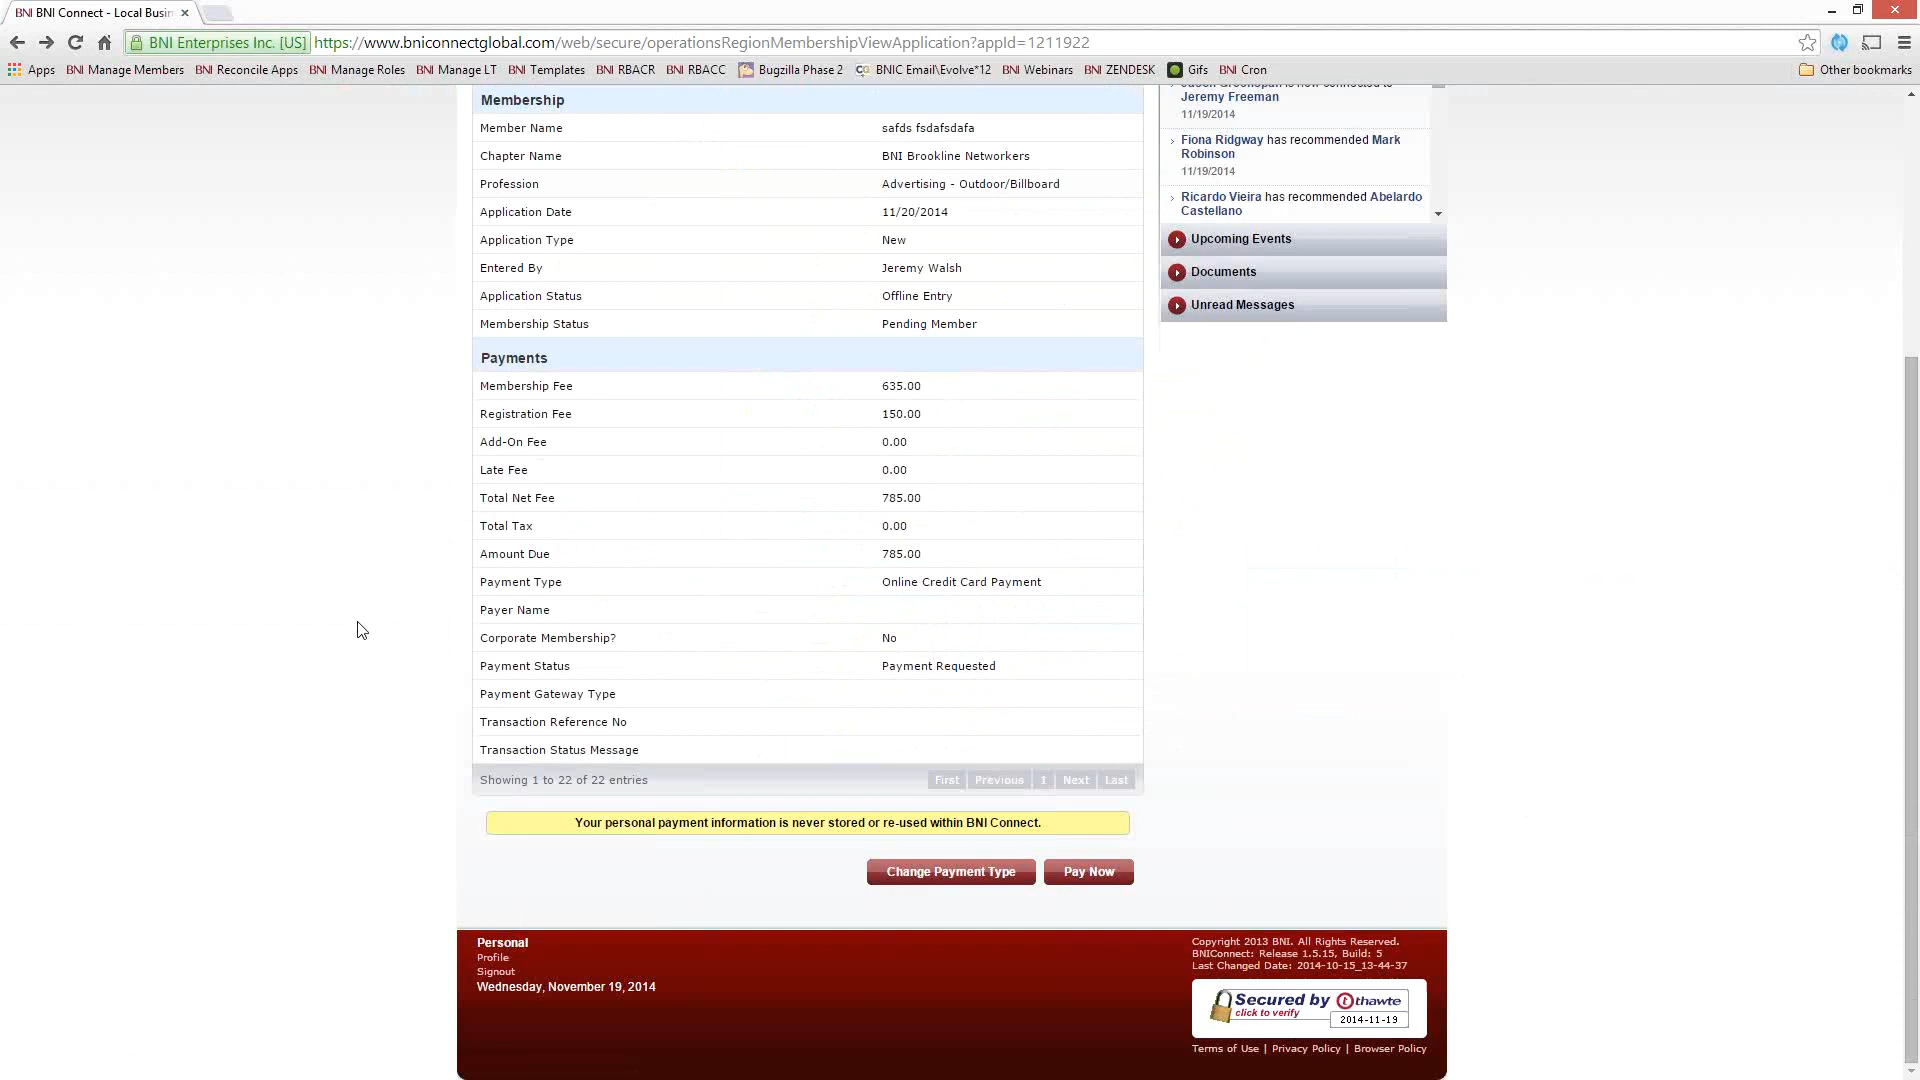 BNI BNI Connect - Local Busin
BNI Enterprises Inc. [US] https://www.bniconnectglobal.com/web/secure/operationsRegionMembershipViewApplication?appId=1211922
Apps BNI Manage Members BNI Reconcile Apps BNI Manage Roles BNI Manage LT BNI Templates BNI RBACR BNI RBACC Bugzilla Phase 2 BNIC Email\Evolve*12 BNI Webinars BNI ZENDESK Gifs BNI Cron Other bookmarks
Membership
Member Name safds fsdafsdafa
Chapter Name BNI Brookline Networkers
Profession Advertising - Outdoor/Billboard
Application Date 11/20/2014
Application Type New
Entered By Jeremy Walsh
Application Status Offline Entry
Membership Status Pending Member
Payments
Membership Fee 635.00
Registration Fee 150.00
Add-On Fee 0.00
Late Fee 0.00
Total Net Fee 785.00
Total Tax 0.00
Amount Due 785.00
Payment Type Online Credit Card Payment
Payer Name
Corporate Membership? No
Payment Status Payment Requested
Payment Gateway Type
Transaction Reference No
Transaction Status Message
Showing 1 to 22 of 22 entries First Previous 1 Next Last
Your personal payment information is never stored or re-used within BNI Connect.
Change Payment Type Pay Now
Jeremy Freeman
11/19/2014
Fiona Ridgway has recommended Mark
Robinson
11/19/2014
Ricardo Vieira has recommended Abelardo
Castellano
Upcoming Events
Documents
Unread Messages
Personal
Profile
Signout
Wednesday, November 19, 2014
Copyright 2013 BNI. All Rights Reserved.
BNIConnect: Release 1.5.15, Build: 5
Last Changed Date: 2014-10-15_13-44-37
Secured by thawte
click to verify
2014-11-19
Terms of Use | Privacy Policy | Browser Policy